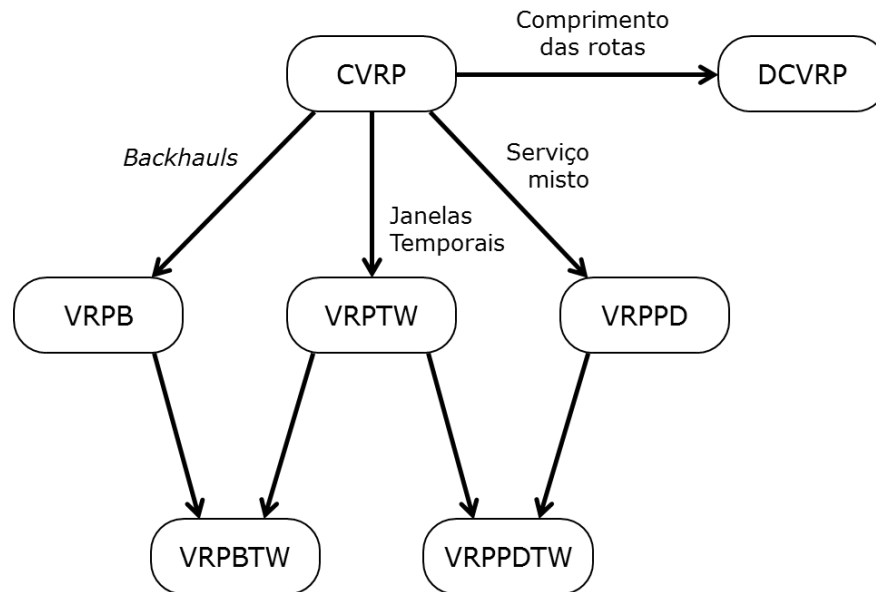 Comprimento
das rotas
CVRP
DCVRP
Backhauls
Serviço
misto
Janelas
Temporais
VRPB
VRPTW
VRPPD
VRPBTW
VRPPDTW